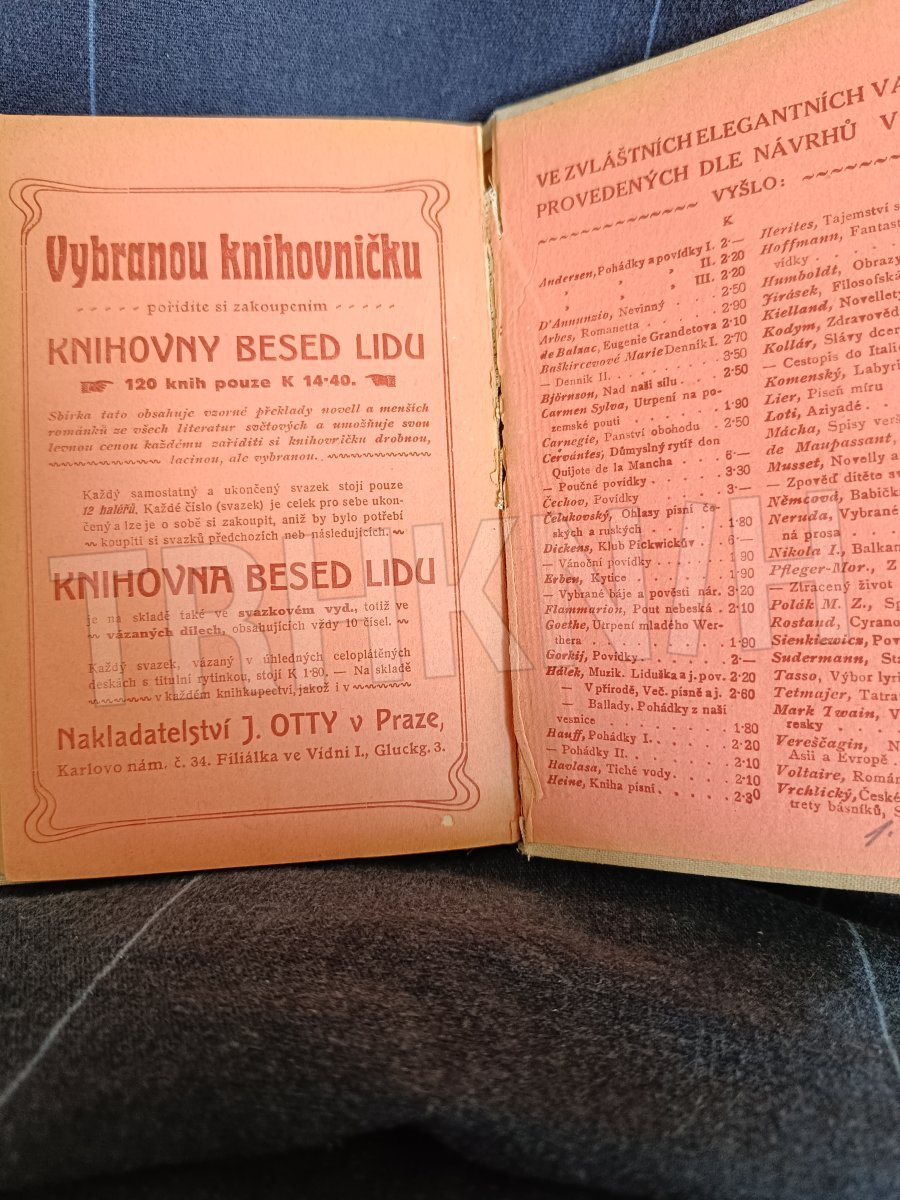 Vybranou knihovničku
pořídíte si zakoupením
KNIHOVNY BESED LIDU
120 knih pouze K 14·40.
Sbírka tato obsahuje vzorné překlady novell a menších
románků ze všech literatur světových a umožňuje svou
levnou cenou každému zaříditi si knihovničku drobnou,
lacinou, ale vybranou.
Každý samostatný a ukončený svazek stojí pouze
12 haléřů. Každé číslo (svazek) je celek pro sebe ukon-
čený a lze je o sobě si zakoupit, aniž by bylo potřebí
koupiti si svazků předchozích neb následujících.
KNIHOVNA BESED LIDU
je na skladě také ve svazkovém vyd., totiž ve
vázaných dílech, obsahujících vždy 10 čísel.
Každý svazek, vázaný v úhledných celoplátěných
deskách s titulní rytinkou, stojí K 1·80. — Na skladě
v každém knihkupectví, jakož i v
Nakladatelství J. OTTY v Praze,
Karlovo nám. č. 34. Filiálka ve Vídni I., Gluckg. 3.
VE ZVLÁŠTNÍCH ELEGANTNÍCH VA
PROVEDENÝCH DLE NÁVRHŮ V
VYŠLO:
K
Andersen, Pohádky a povídky I. 2·—
" " " II. 2·20
" " " III. 2·20
D'Annunzio, Nevinný . . . 2·50
Arbes, Romanetta . . . 2·90
de Balzac, Eugenie Grandetova 2·10
Baškircevové Marie Denník I. 2·70
— Denník II. . . . 3·50
Björnson, Nad naši sílu . . . 2·50
Carmen Sylva, Utrpení na po-
zemské pouti . . . 1·90
Carnegie, Panství obohodu . 2·50
Cervantes, Důmyslný rytíř don
Quijote de la Mancha . . . 6·—
— Poučné povídky . . . 3·30
Čechov, Povídky . . . 3·—
Čelakovský, Ohlasy písní če-
ských a ruských . . . 1·80
Dickens, Klub Pickwickův . . 6·—
— Vánoční povídky . . . 1 90
Erben, Kytice . . . 1·90
— Vybrané báje a pověsti nár. 3·20
Flammarion, Pout nebeská . 2·10
Goethe, Utrpení mladého Wer-
thera . . . 1·90
Gorkij, Povídky . . . 2·—
Hálek, Muzik. Liduška a j. pov. 2·20
— V přírodě, Več. písně a j. 2·60
— Ballady. Pohádky z naší
vesnice . . . 1·80
Hauff, Pohádky I. . . . 2·20
— Pohádky II. . . . 2·10
Havlasa, Tiché vody . . . 2·10
Heine, Kniha písní . . . 2·30
Herites, Tajemství s
Hoffmann, Fantast
vídky . . .
Humboldt, Obrazy
Jirásek, Filosofská
Kielland, Novellety
Kodym, Zdravověd
Kollár, Slávy dcer
— Cestopis do Italie
Komenský, Labyri
Lier, Píseň míru
Loti, Aziyadé .
Mácha, Spisy verš
de Maupassant,
Musset, Novelly a
— Zpověď dítěte sv
Němcová, Babičk
Neruda, Vybrané
ná prosa . .
Nikola I., Balkan
Pfleger-Mor., Z
— Ztracený život
Polák M. Z., Sp
Rostand, Cyrano
Sienkiewicz, Pov
Sudermann, Sta
Tasso, Výbor lyri
Tetmajer, Tatra
Mark Twain, V
resky . .
Vereščagin, N
Asii a Evropě .
Voltaire, Román
Vrchlický, České
trety básníků, S
1.
TRHKNIH